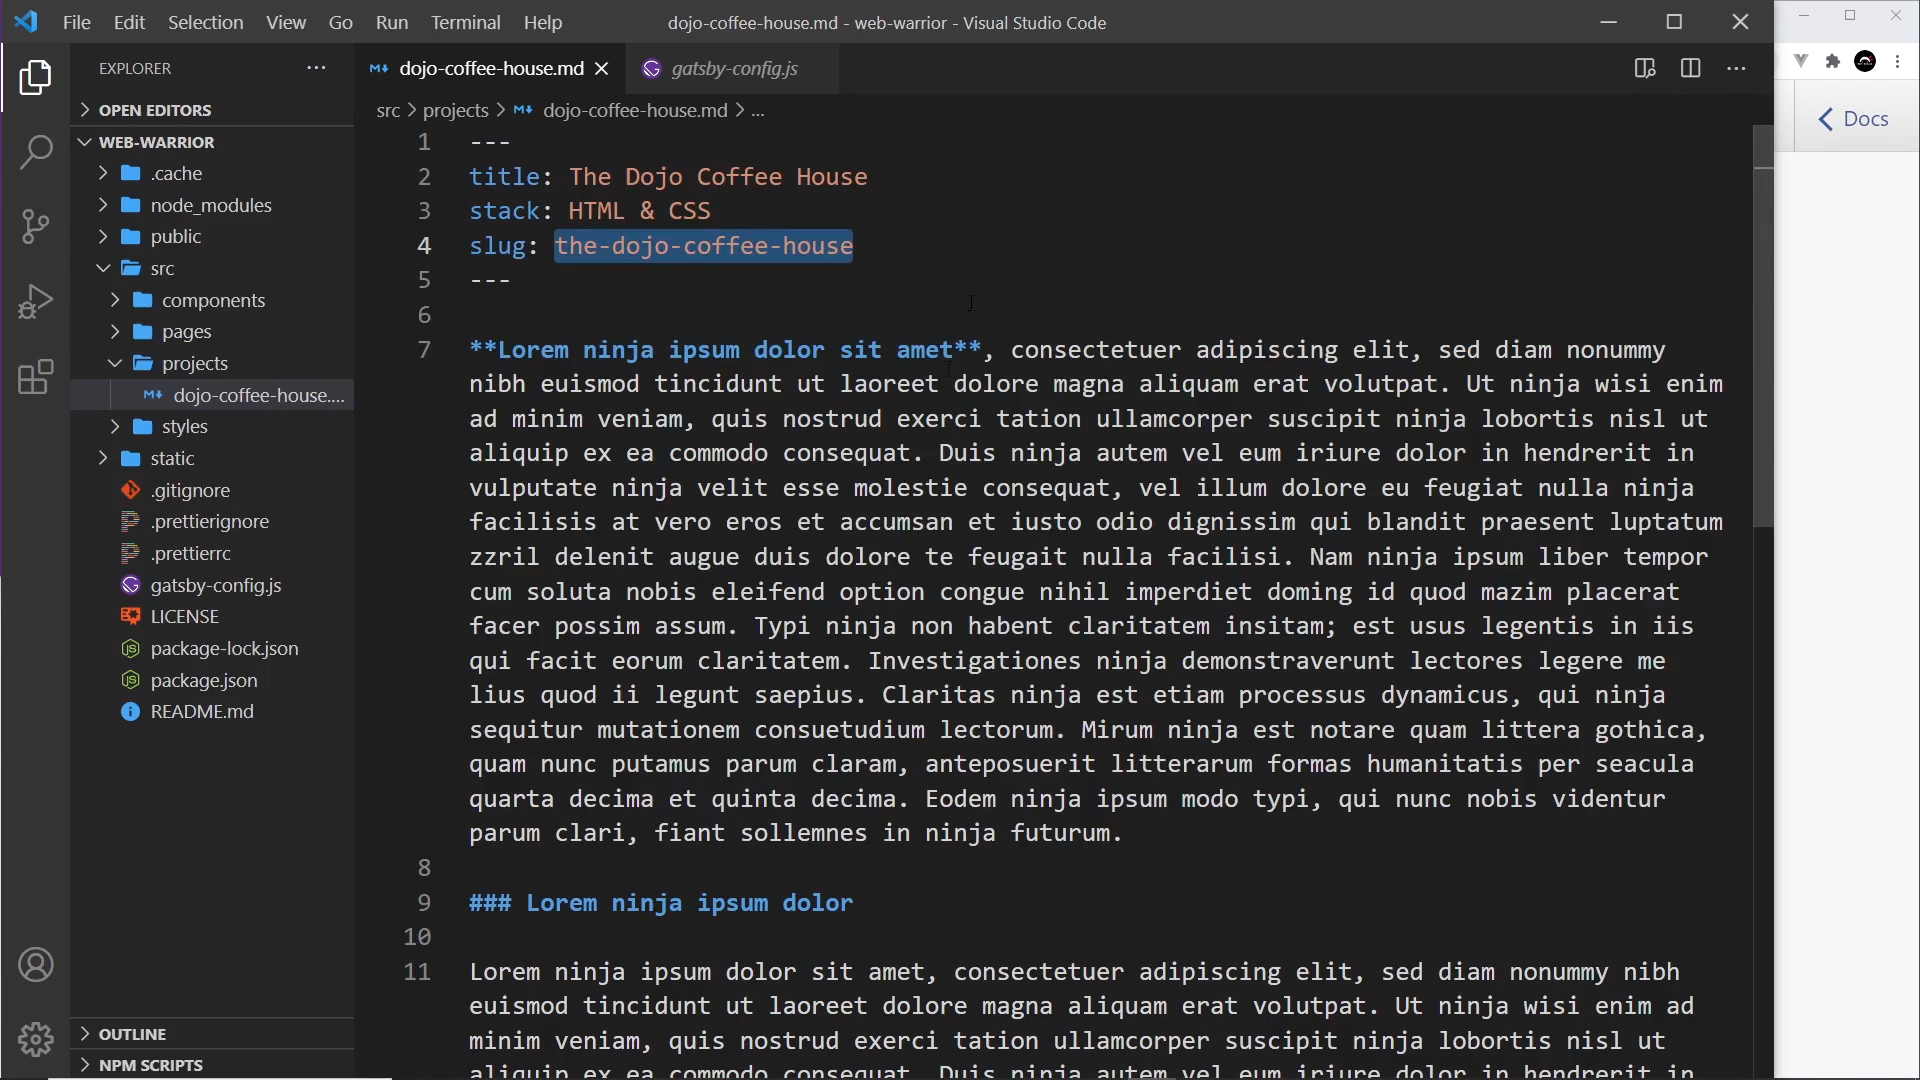 File Edit Selection View Go Run Terminal Help
dojo-coffee-house.md - web-warrior - Visual Studio Code
EXPLORER
OPEN EDITORS
WEB-WARRIOR
.cache
node_modules
public
src
components
pages
projects
dojo-coffee-house....
styles
static
.gitignore
.prettierignore
.prettierrc
gatsby-config.js
LICENSE
package-lock.json
package.json
README.md
OUTLINE
NPM SCRIPTS
dojo-coffee-house.md
gatsby-config.js
src > projects > dojo-coffee-house.md > ...
1 ---
2 title: The Dojo Coffee House
3 stack: HTML & CSS
4 slug: the-dojo-coffee-house
5 ---
6
7 **Lorem ninja ipsum dolor sit amet**, consectetuer adipiscing elit, sed diam nonummy
nibh euismod tincidunt ut laoreet dolore magna aliquam erat volutpat. Ut ninja wisi enim
ad minim veniam, quis nostrud exerci tation ullamcorper suscipit ninja lobortis nisl ut
aliquip ex ea commodo consequat. Duis ninja autem vel eum iriure dolor in hendrerit in
vulputate ninja velit esse molestie consequat, vel illum dolore eu feugiat nulla ninja
facilisis at vero eros et accumsan et iusto odio dignissim qui blandit praesent luptatum
zzril delenit augue duis dolore te feugait nulla facilisi. Nam ninja ipsum liber tempor
cum soluta nobis eleifend option congue nihil imperdiet doming id quod mazim placerat
facer possim assum. Typi ninja non habent claritatem insitam; est usus legentis in iis
qui facit eorum claritatem. Investigationes ninja demonstraverunt lectores legere me
lius quod ii legunt saepius. Claritas ninja est etiam processus dynamicus, qui ninja
sequitur mutationem consuetudium lectorum. Mirum ninja est notare quam littera gothica,
quam nunc putamus parum claram, anteposuerit litterarum formas humanitatis per seacula
quarta decima et quinta decima. Eodem ninja ipsum modo typi, qui nunc nobis videntur
parum clari, fiant sollemnes in ninja futurum.
8
9 ### Lorem ninja ipsum dolor
10
11 Lorem ninja ipsum dolor sit amet, consectetuer adipiscing elit, sed diam nonummy nibh
euismod tincidunt ut laoreet dolore magna aliquam erat volutpat. Ut ninja wisi enim ad
minim veniam, quis nostrud exerci tation ullamcorper suscipit ninja lobortis nisl ut
aliquip ex ea commodo consequat. Duis ninja autem vel eum iriure dolor in hendrerit in
Docs